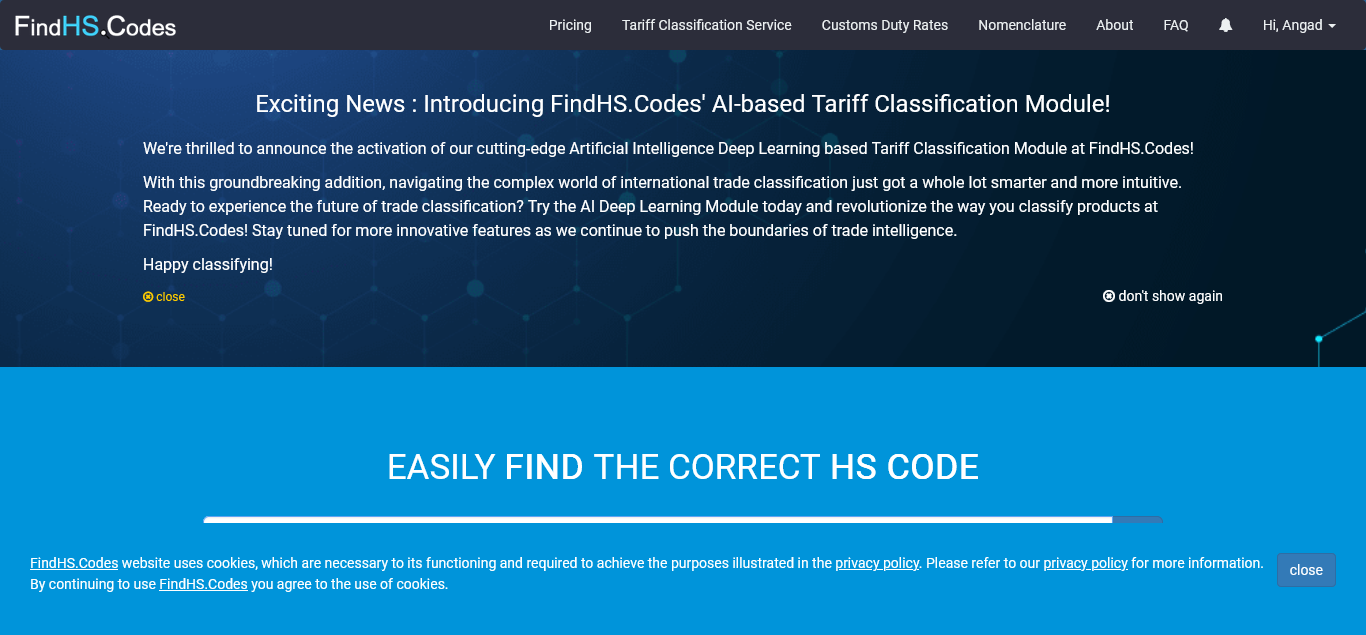 FindHS.Codes
Pricing
Tariff Classification Service
Customs Duty Rates
Nomenclature
About
FAQ
Hi, Angad
Exciting News : Introducing FindHS.Codes' AI-based Tariff Classification Module!
We're thrilled to announce the activation of our cutting-edge Artificial Intelligence Deep Learning based Tariff Classification Module at FindHS.Codes!
With this groundbreaking addition, navigating the complex world of international trade classification just got a whole lot smarter and more intuitive.
Ready to experience the future of trade classification? Try the AI Deep Learning Module today and revolutionize the way you classify products at
FindHS.Codes! Stay tuned for more innovative features as we continue to push the boundaries of trade intelligence.
Happy classifying!
close
don't show again
EASILY FIND THE CORRECT HS CODE
FindHS.Codes website uses cookies, which are necessary to its functioning and required to achieve the purposes illustrated in the privacy policy. Please refer to our privacy policy for more information.
By continuing to use FindHS.Codes you agree to the use of cookies.
close